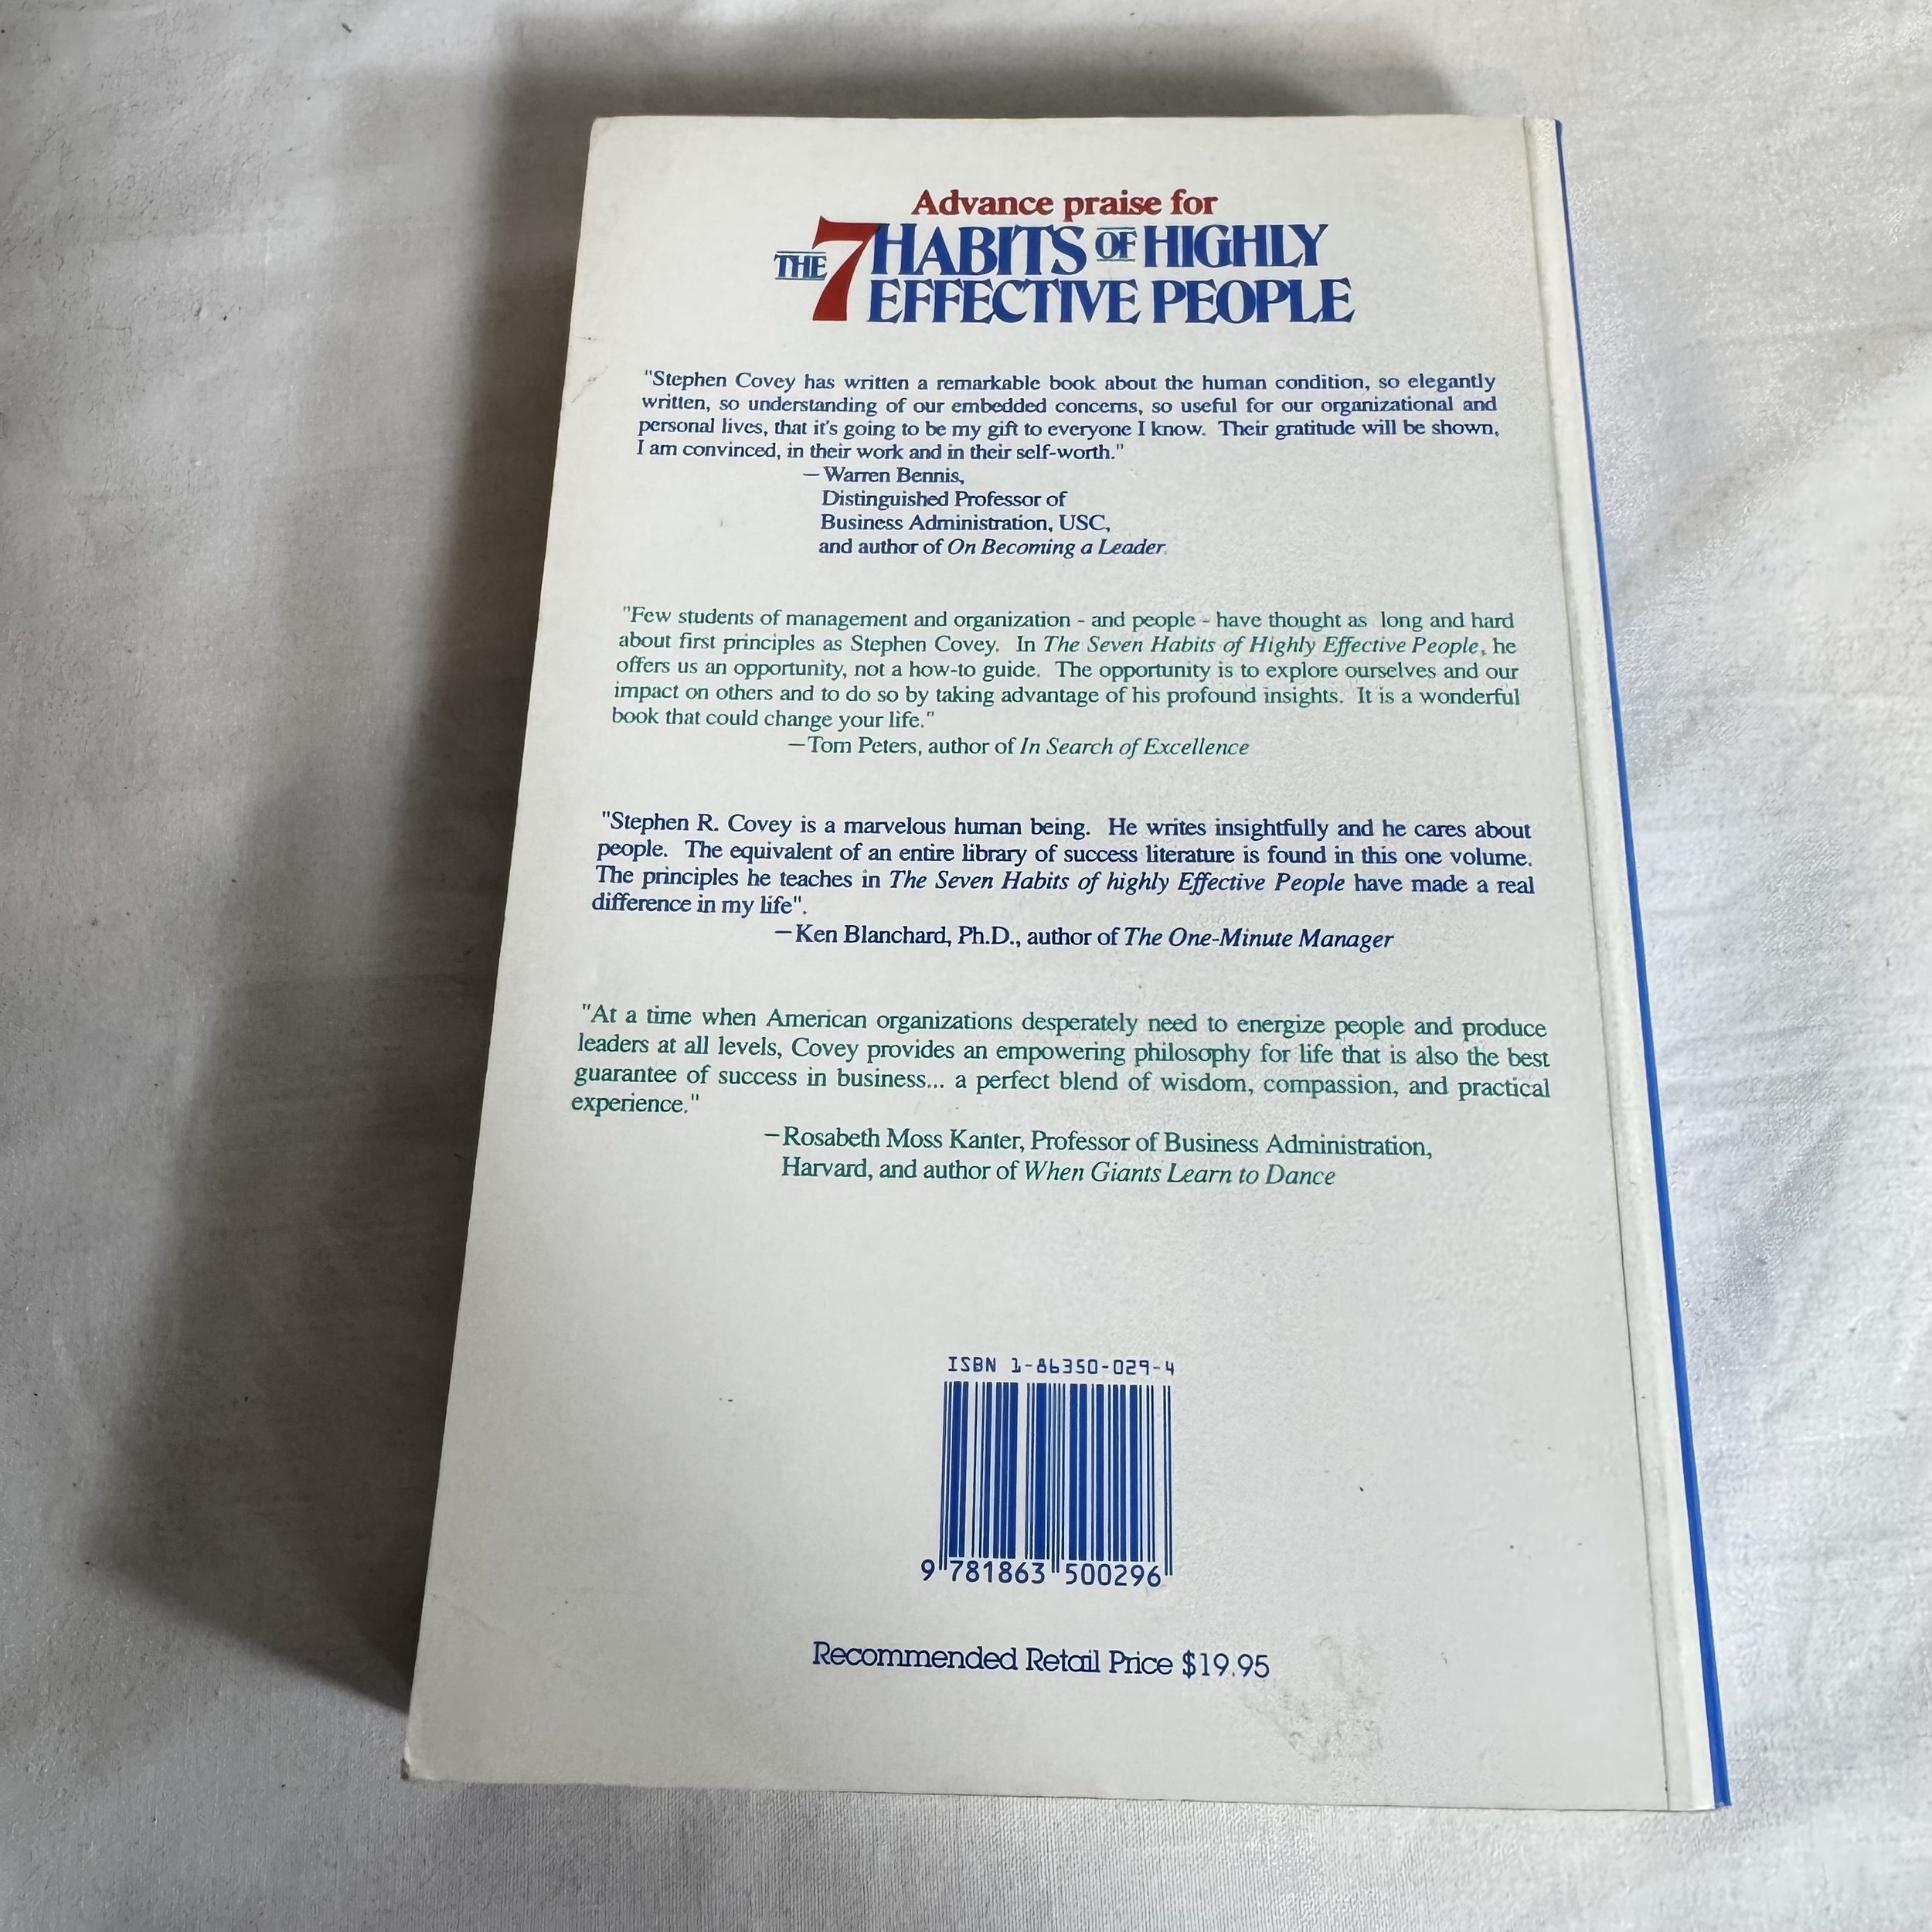 Advance praise for
THE 7 HABITS OF HIGHLY
EFFECTIVE PEOPLE
"Stephen Covey has written a remarkable book about the human condition, so elegantly
written, so understanding of our embedded concerns, so useful for our organizational and
personal lives, that it's going to be my gift to everyone I know. Their gratitude will be shown,
I am convinced, in their work and in their self-worth."
—Warren Bennis,
Distinguished Professor of
Business Administration, USC,
and author of On Becoming a Leader.
"Few students of management and organization - and people - have thought as long and hard
about first principles as Stephen Covey. In The Seven Habits of Highly Effective People, he
offers us an opportunity, not a how-to guide. The opportunity is to explore ourselves and our
impact on others and to do so by taking advantage of his profound insights. It is a wonderful
book that could change your life."
—Tom Peters, author of In Search of Excellence
"Stephen R. Covey is a marvelous human being. He writes insightfully and he cares about
people. The equivalent of an entire library of success literature is found in this one volume.
The principles he teaches in The Seven Habits of highly Effective People have made a real
difference in my life".
—Ken Blanchard, Ph.D., author of The One-Minute Manager
"At a time when American organizations desperately need to energize people and produce
leaders at all levels, Covey provides an empowering philosophy for life that is also the best
guarantee of success in business... a perfect blend of wisdom, compassion, and practical
experience."
—Rosabeth Moss Kanter, Professor of Business Administration,
Harvard, and author of When Giants Learn to Dance
ISBN 1-86350-029-4
9 781863 500296
Recommended Retail Price $19.95